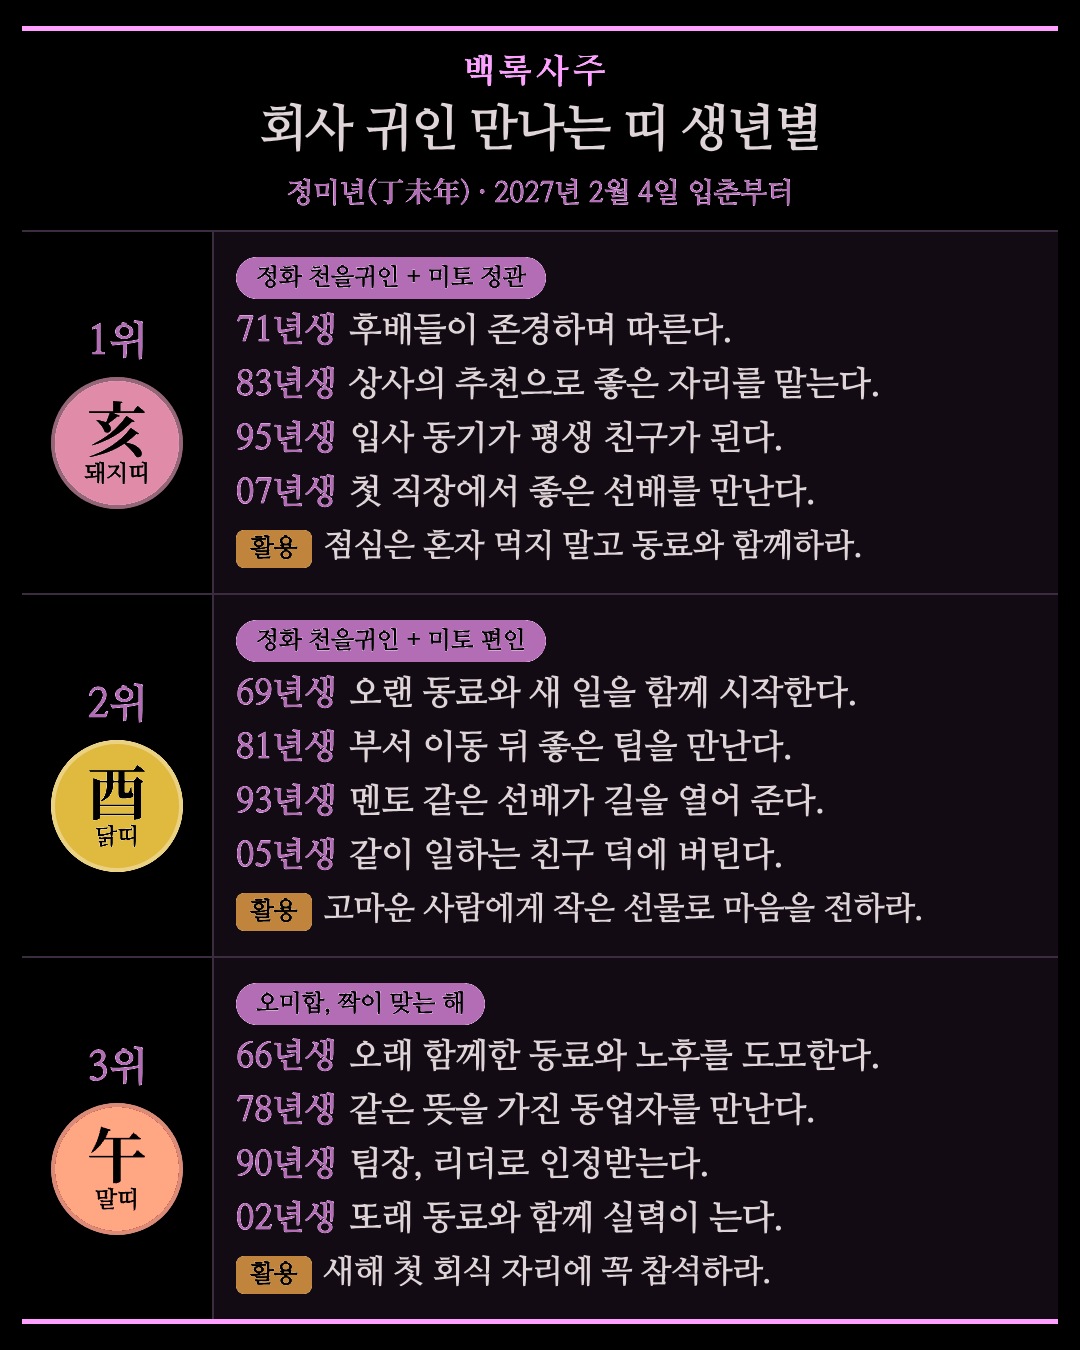 백록사주
회사 귀인 만나는 띠 생년별
정미년(丁未年) · 2027년 2월 4일 입춘부터
1위
亥
돼지띠
정화 천을귀인 + 미토 정관
71년생 후배들이 존경하며 따른다.
83년생 상사의 추천으로 좋은 자리를 맡는다.
95년생 입사 동기가 평생 친구가 된다.
07년생 첫 직장에서 좋은 선배를 만난다.
활용 점심은 혼자 먹지 말고 동료와 함께하라.
2위
酉
닭띠
정화 천을귀인 + 미토 편인
69년생 오랜 동료와 새 일을 함께 시작한다.
81년생 부서 이동 뒤 좋은 팀을 만난다.
93년생 멘토 같은 선배가 길을 열어 준다.
05년생 같이 일하는 친구 덕에 버틴다.
활용 고마운 사람에게 작은 선물로 마음을 전하라.
3위
午
말띠
오미합, 짝이 맞는 해
66년생 오래 함께한 동료와 노후를 도모한다.
78년생 같은 뜻을 가진 동업자를 만난다.
90년생 팀장, 리더로 인정받는다.
02년생 또래 동료와 함께 실력이 는다.
활용 새해 첫 회식 자리에 꼭 참석하라.